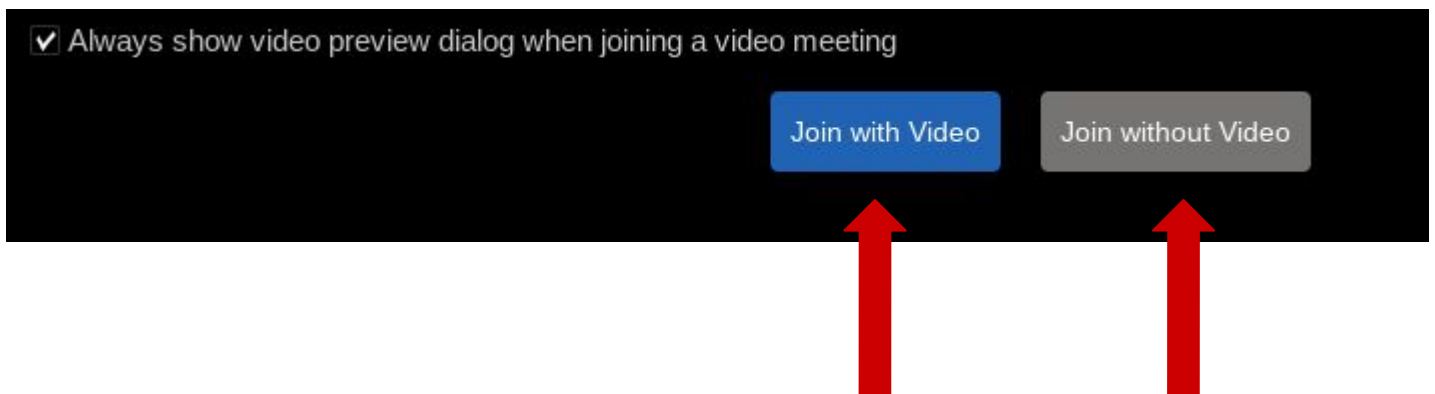 Always show video preview dialog when joining a video meeting
Join with Video
Join without Video